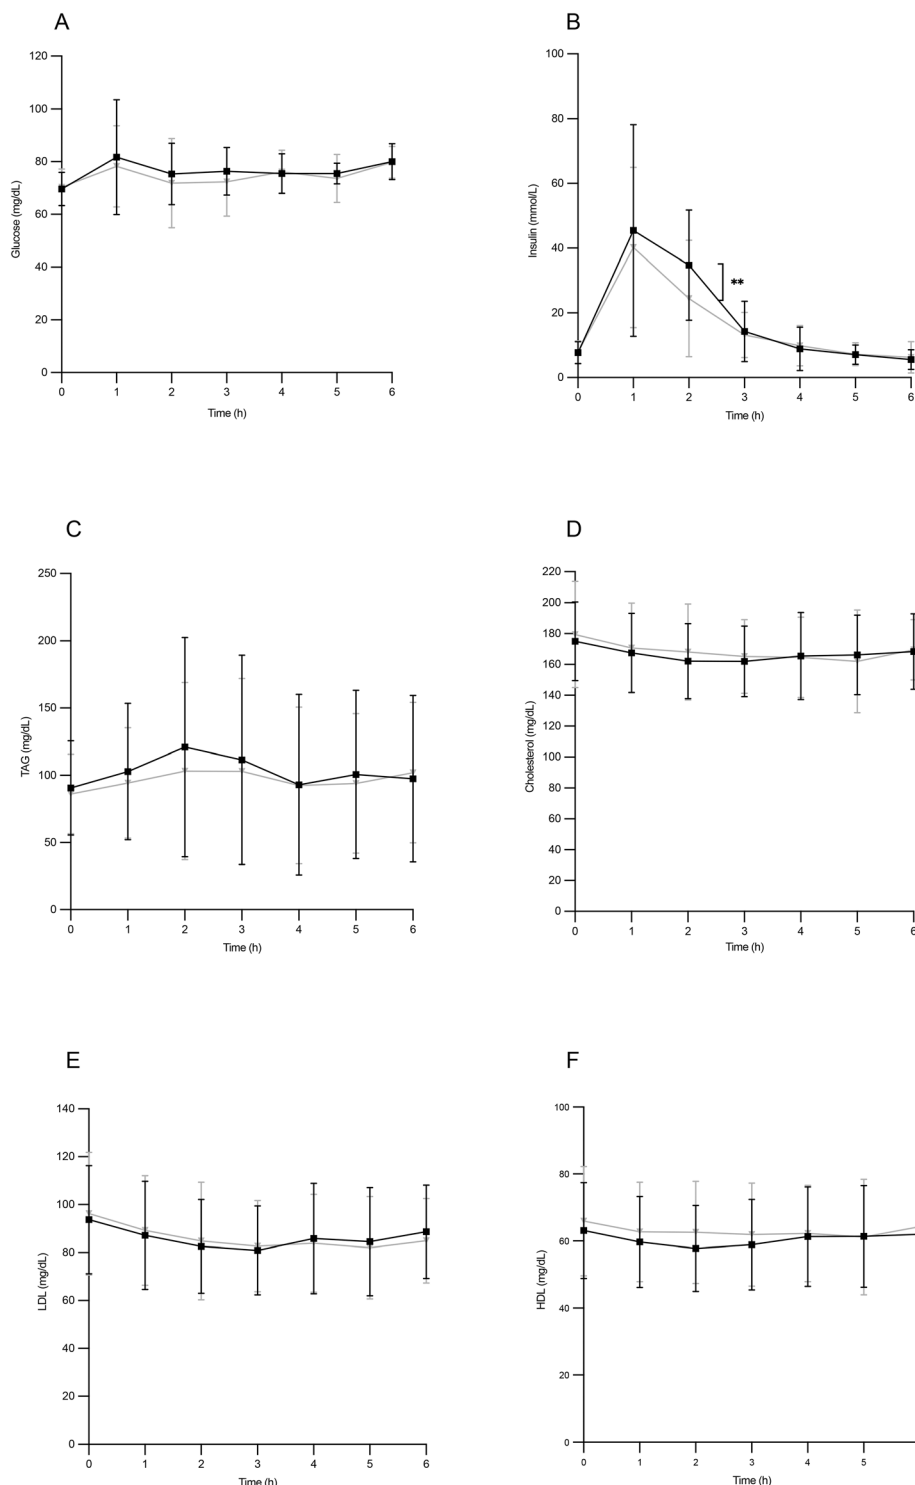 A
120
100
80
60
40
20
0
Glucose (mg/dL)
0 1 2 3 4 5 6
Time (h)
B
100
80
60
40
20
0
Insulin (mmol/L)
**
0 1 2 3 4 5 6
Time (h)
C
250
200
150
100
50
0
TAG (mg/dL)
0 1 2 3 4 5 6
Time (h)
D
220
200
180
160
140
120
100
80
60
40
20
0
Cholesterol (mg/dL)
0 1 2 3 4 5 6
Time (h)
E
140
120
100
80
60
40
20
0
LDL (mg/dL)
0 1 2 3 4 5 6
Time (h)
F
100
80
60
40
20
0
HDL (mg/dL)
0 1 2 3 4 5
Time (h)